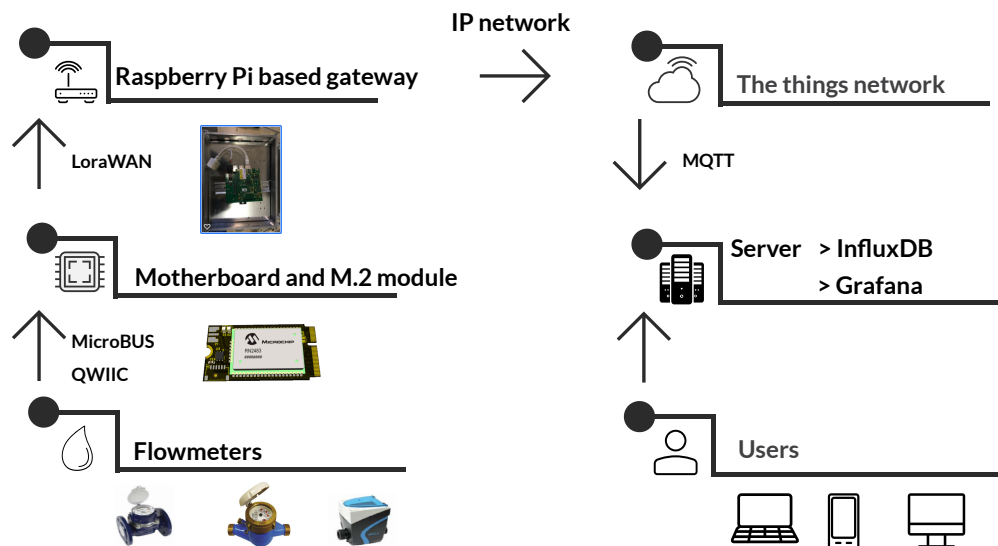 IP network
Raspberry Pi based gateway
The things network
LoraWAN
MQTT
Server > InfluxDB
> Grafana
Motherboard and M.2 module
MicroBUS
QWIIC
MICROCHIP
Flowmeters
Users